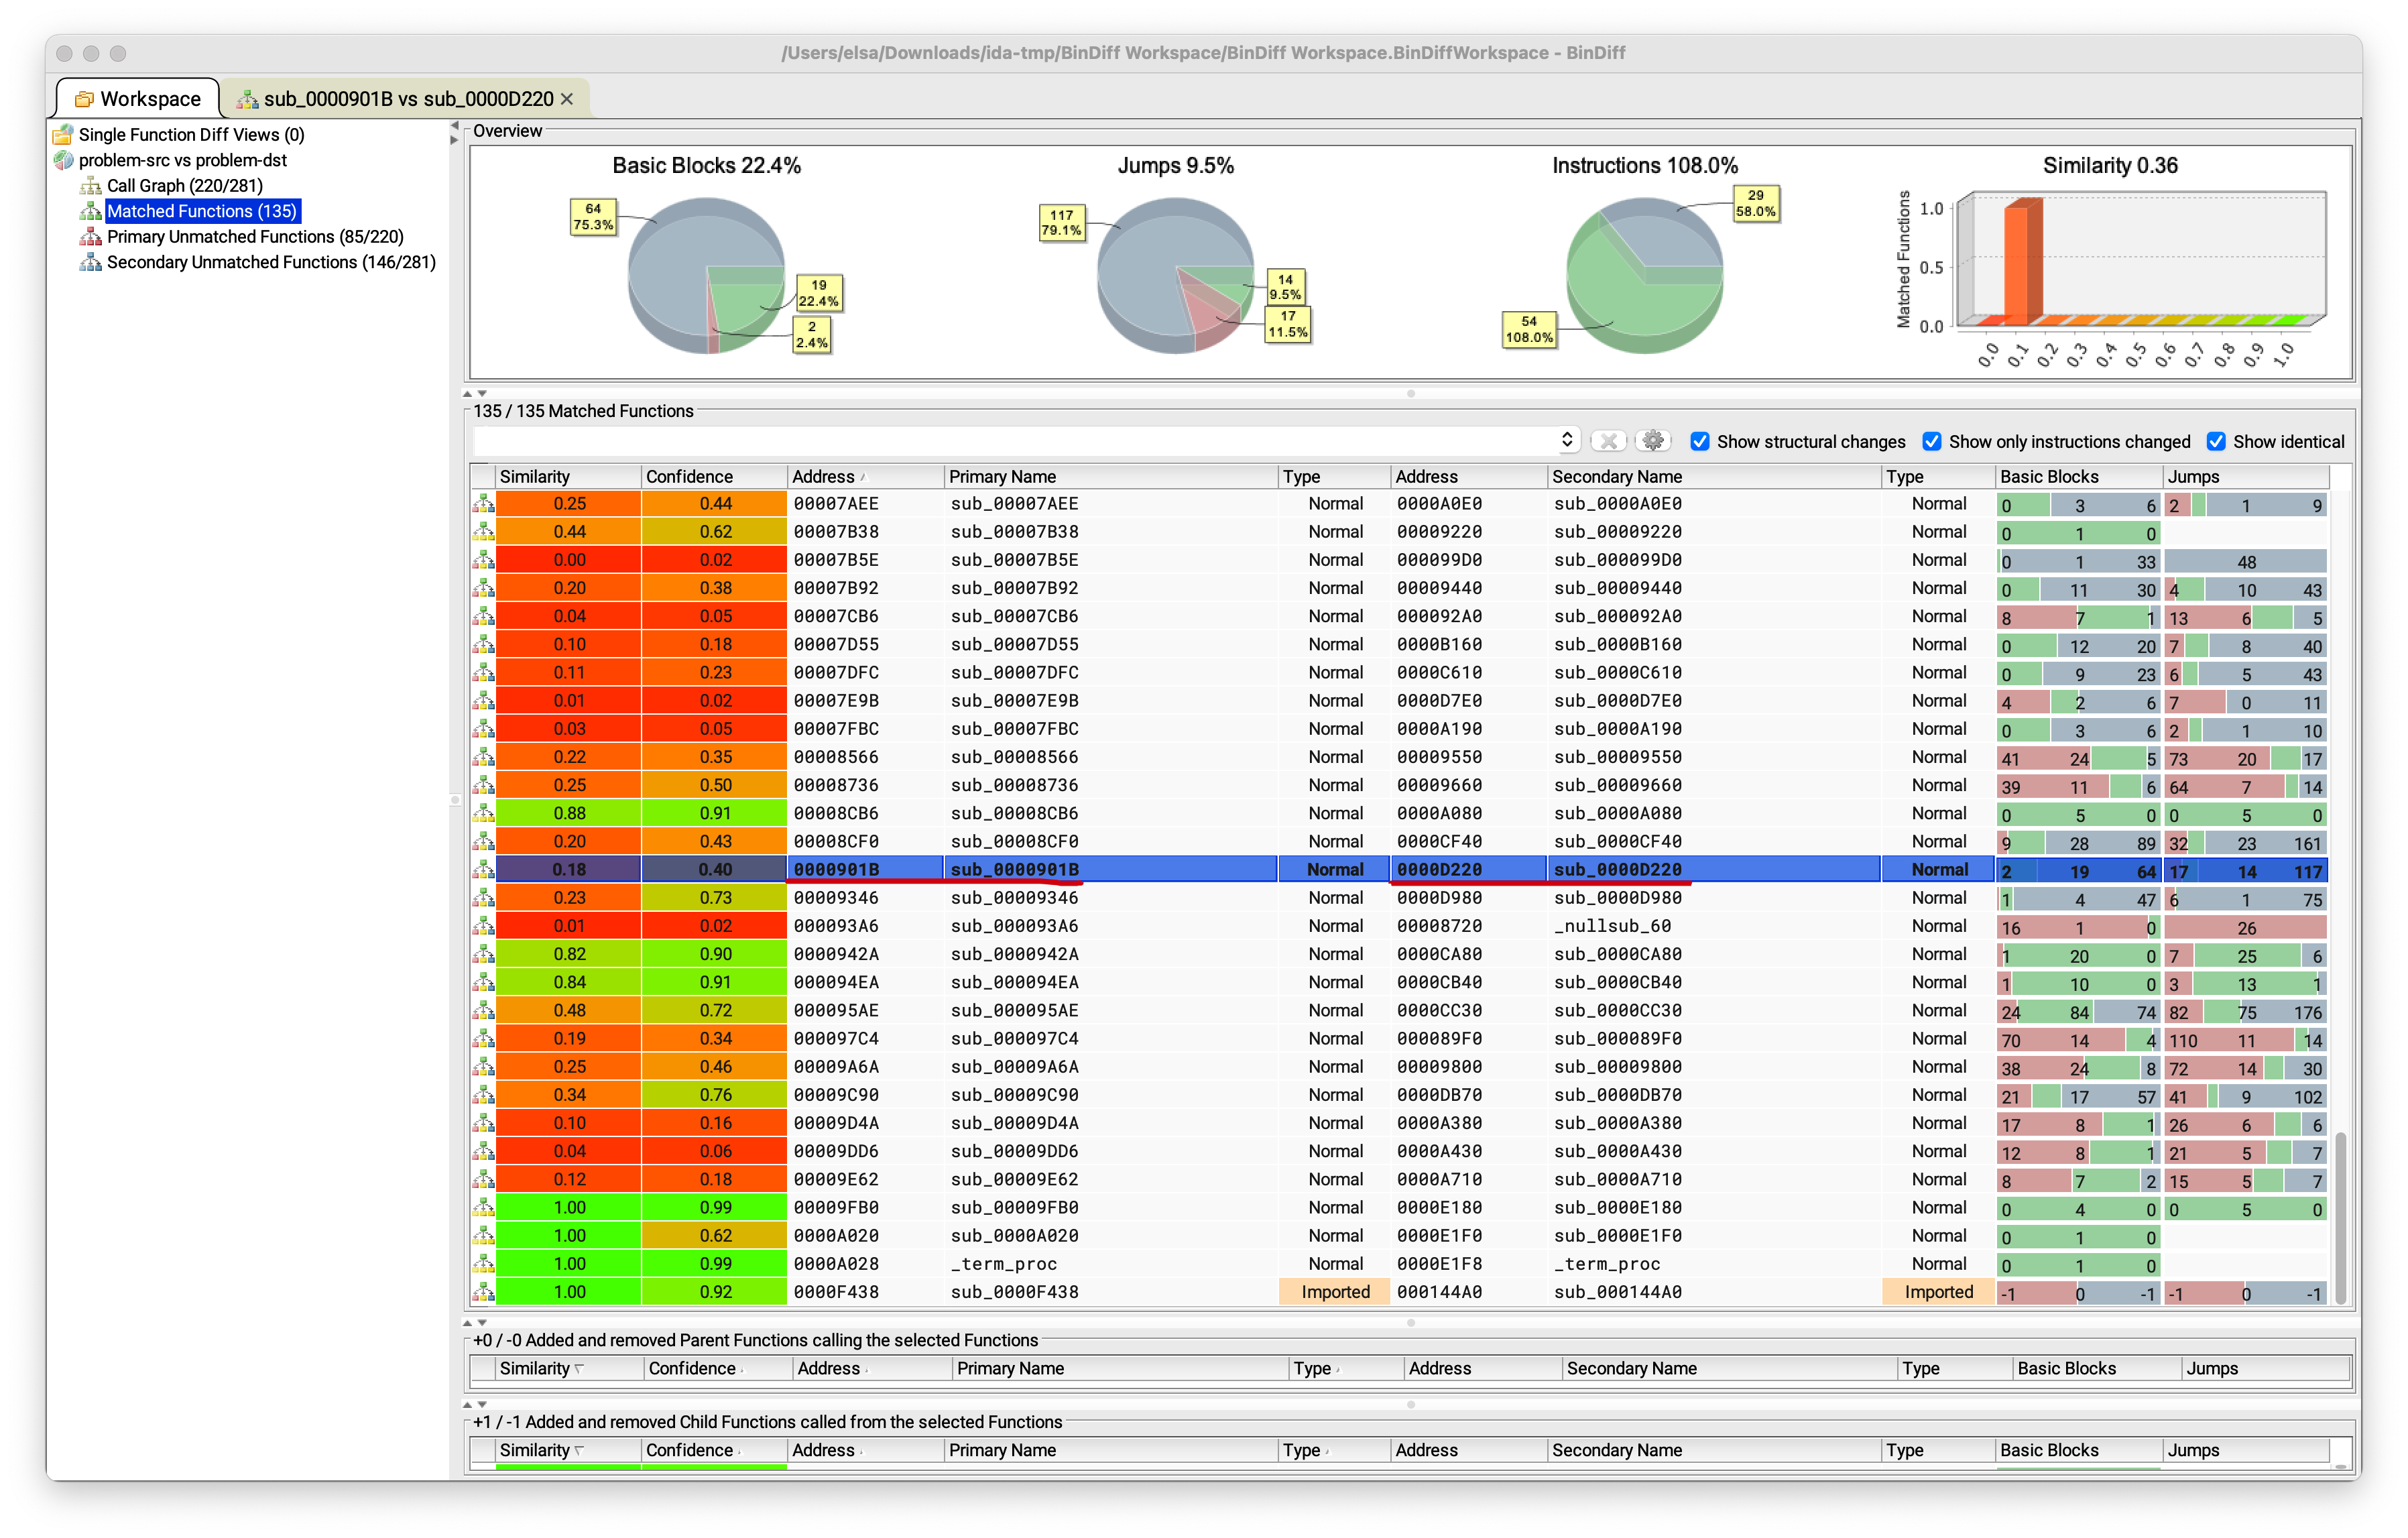 /Users/elsa/Downloads/ida-tmp/BinDiff Workspace/BinDiff Workspace.BinDiffWorkspace - BinDiff
Workspace sub_0000901B vs sub_0000D220
Single Function Diff Views (0)
problem-src vs problem-dst
Call Graph (220/281)
Matched Functions (135)
Primary Unmatched Functions (85/220)
Secondary Unmatched Functions (146/281)
Overview
Basic Blocks 22.4%
64
75.3%
19
22.4%
2
2.4%
Jumps 9.5%
117
79.1%
14
9.5%
17
11.5%
Instructions 108.0%
29
58.0%
54
108.0%
Similarity 0.36
Matched Functions
1.0
0.5
0.0
0.0 0.1 0.2 0.3 0.4 0.5 0.6 0.7 0.8 0.9 1.0
135 / 135 Matched Functions
Show structural changes Show only instructions changed Show identical
Similarity Confidence Address Primary Name Type Address Secondary Name Type Basic Blocks Jumps
0.25 0.44 00007AEE sub_00007AEE Normal 0000A0E0 sub_0000A0E0 Normal 0 3 6 2 1 9
0.44 0.62 00007B38 sub_00007B38 Normal 00009220 sub_00009220 Normal 0 1 0
0.00 0.02 00007B5E sub_00007B5E Normal 000099D0 sub_000099D0 Normal 0 1 33 48
0.20 0.38 00007B92 sub_00007B92 Normal 00009440 sub_00009440 Normal 0 11 30 4 10 43
0.04 0.05 00007CB6 sub_00007CB6 Normal 000092A0 sub_000092A0 Normal 8 7 1 13 6 5
0.10 0.18 00007D55 sub_00007D55 Normal 0000B160 sub_0000B160 Normal 0 12 20 7 8 40
0.11 0.23 00007DFC sub_00007DFC Normal 0000C610 sub_0000C610 Normal 0 9 23 6 5 43
0.01 0.02 00007E9B sub_00007E9B Normal 0000D7E0 sub_0000D7E0 Normal 4 2 6 7 0 11
0.03 0.05 00007FBC sub_00007FBC Normal 0000A190 sub_0000A190 Normal 0 3 6 2 1 10
0.22 0.35 00008566 sub_00008566 Normal 00009550 sub_00009550 Normal 41 24 5 73 20 17
0.25 0.50 00008736 sub_00008736 Normal 00009660 sub_00009660 Normal 39 11 6 64 7 14
0.88 0.91 00008CB6 sub_00008CB6 Normal 0000A080 sub_0000A080 Normal 0 5 0 0 5 0
0.20 0.43 00008CF0 sub_00008CF0 Normal 0000CF40 sub_0000CF40 Normal 9 28 89 32 23 161
0.18 0.40 0000901B sub_0000901B Normal 0000D220 sub_0000D220 Normal 2 19 64 17 14 117
0.23 0.73 00009346 sub_00009346 Normal 0000D980 sub_0000D980 Normal 1 4 47 6 1 75
0.01 0.02 000093A6 sub_000093A6 Normal 00008720 _nullsub_60 Normal 16 1 0 26
0.82 0.90 0000942A sub_0000942A Normal 0000CA80 sub_0000CA80 Normal 1 20 0 7 25 6
0.84 0.91 000094EA sub_000094EA Normal 0000CB40 sub_0000CB40 Normal 1 10 0 3 13 1
0.48 0.72 000095AE sub_000095AE Normal 0000CC30 sub_0000CC30 Normal 24 84 74 82 75 176
0.19 0.34 000097C4 sub_000097C4 Normal 000089F0 sub_000089F0 Normal 70 14 4 110 11 14
0.25 0.46 00009A6A sub_00009A6A Normal 00009800 sub_00009800 Normal 38 24 8 72 14 30
0.34 0.76 00009C90 sub_00009C90 Normal 0000DB70 sub_0000DB70 Normal 21 17 57 41 9 102
0.10 0.16 00009D4A sub_00009D4A Normal 0000A380 sub_0000A380 Normal 17 8 1 26 6 6
0.04 0.06 00009DD6 sub_00009DD6 Normal 0000A430 sub_0000A430 Normal 12 8 1 21 5 7
0.12 0.18 00009E62 sub_00009E62 Normal 0000A710 sub_0000A710 Normal 8 7 2 15 5 7
1.00 0.99 00009FB0 sub_00009FB0 Normal 0000E180 sub_0000E180 Normal 0 4 0 0 5 0
1.00 0.62 0000A020 sub_0000A020 Normal 0000E1F0 sub_0000E1F0 Normal 0 1 0
1.00 0.99 0000A028 _term_proc Normal 0000E1F8 _term_proc Normal 0 1 0
1.00 0.92 0000F438 sub_0000F438 Imported 000144A0 sub_000144A0 Imported -1 0 -1 -1 0 -1
+0 / -0 Added and removed Parent Functions calling the selected Functions
Similarity Confidence Address Primary Name Type Address Secondary Name Type Basic Blocks Jumps
+1 / -1 Added and removed Child Functions called from the selected Functions
Similarity Confidence Address Primary Name Type Address Secondary Name Type Basic Blocks Jumps